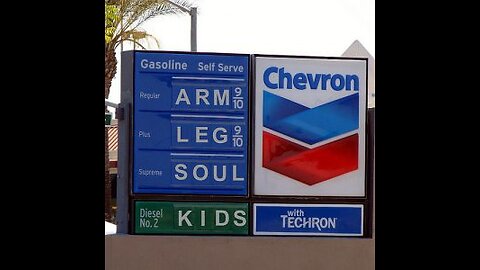 Gasoline Self Serve
Regular ARM 9/10
Plus LEG 9/10
Supreme SOUL
Diesel No. 2 KIDS
Chevron
with
TECHRON